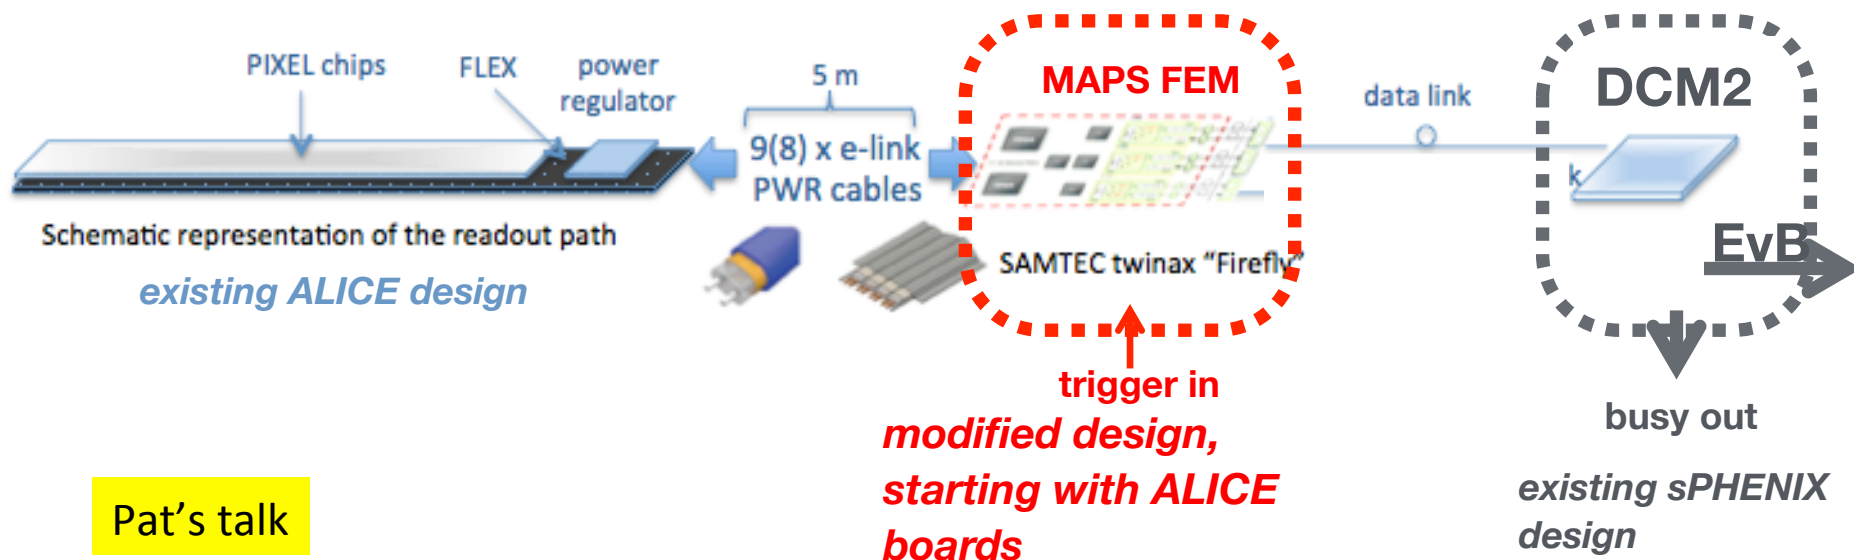 PIXEL chips
FLEX
power
regulator
5 m
9(8) x e-link
PWR cables
MAPS FEM
data link
DCM2
k
EvB
Schematic representation of the readout path
existing ALICE design
SAMTEC twinax “Firefly”
trigger in
modified design,
starting with ALICE
boards
busy out
existing sPHENIX
design
Pat’s talk